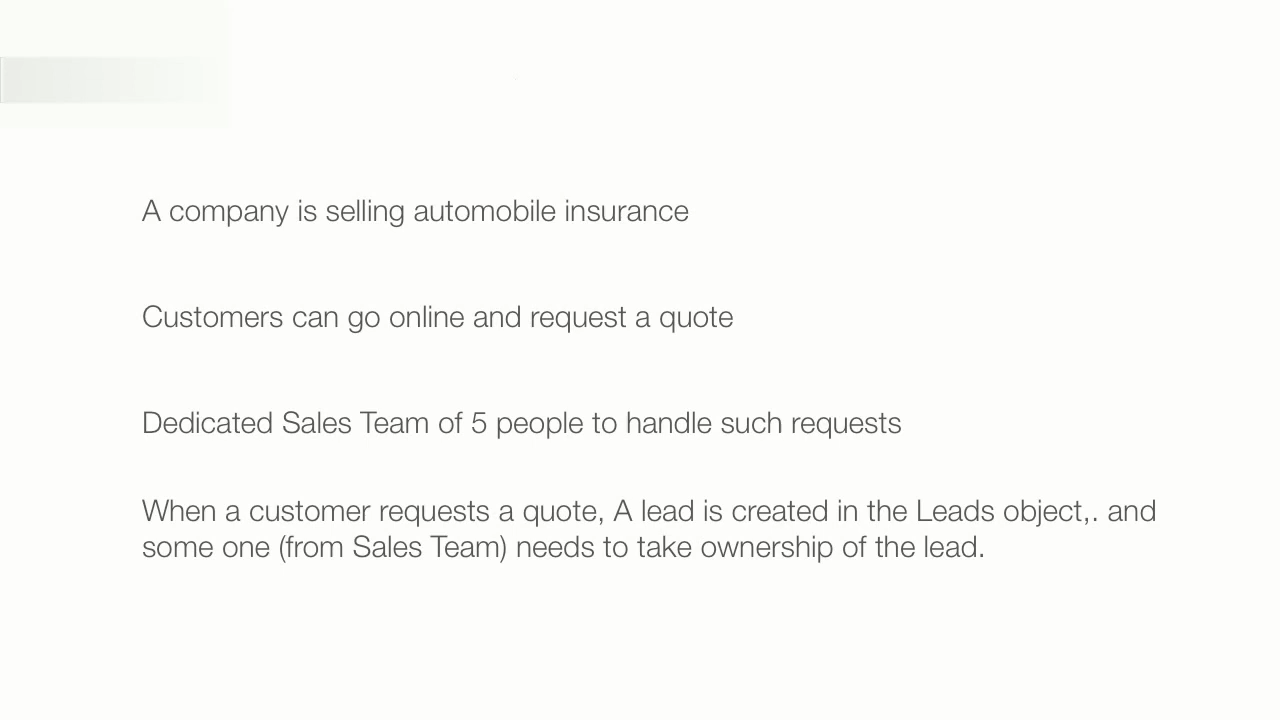 A company is selling automobile insurance
Customers can go online and request a quote
Dedicated Sales Team of 5 people to handle such requests
When a customer requests a quote, A lead is created in the Leads object,. and
some one (from Sales Team) needs to take ownership of the lead.